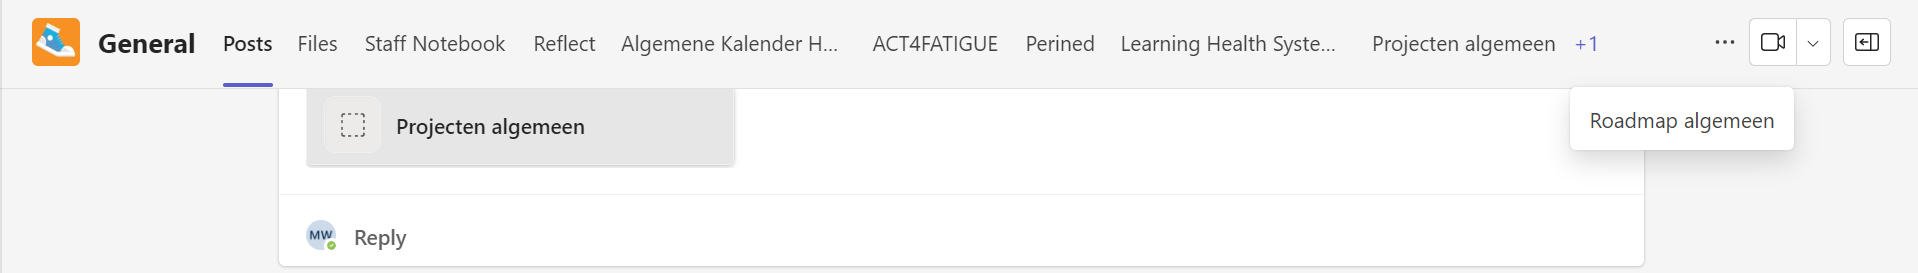 General Posts Files Staff Notebook Reflect Algemene Kalender H... ACT4FATIGUE Perined Learning Health Syste... Projecten algemeen +1
Roadmap algemeen
Projecten algemeen
MW Reply